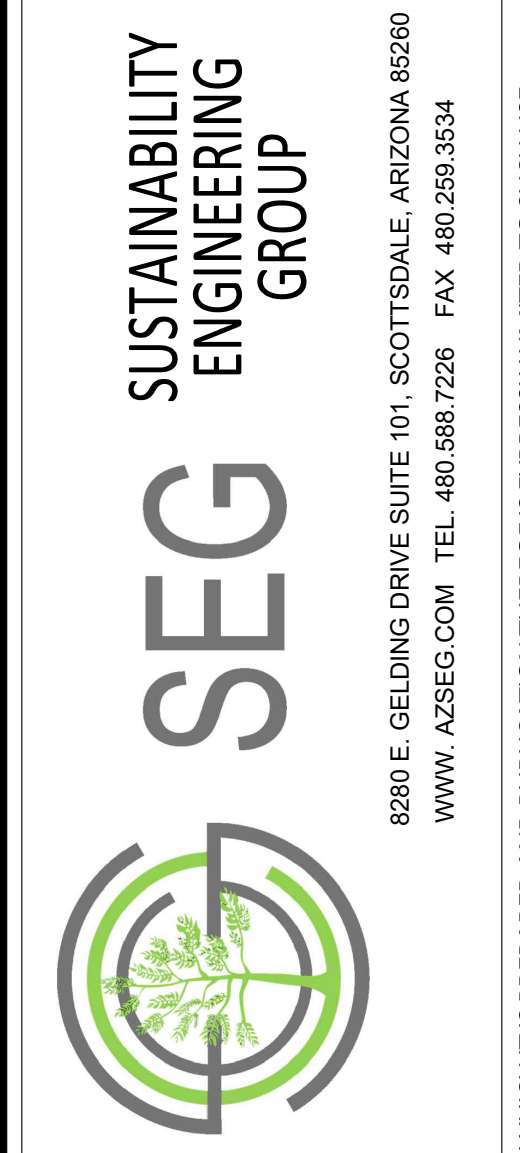 SEG
SUSTAINABILITY
ENGINEERING
GROUP
8280 E. GELDING DRIVE SUITE 101, SCOTTSDALE, ARIZONA 85260
WWW. AZSEG.COM TEL. 480.588.7226 FAX 480.259.3534